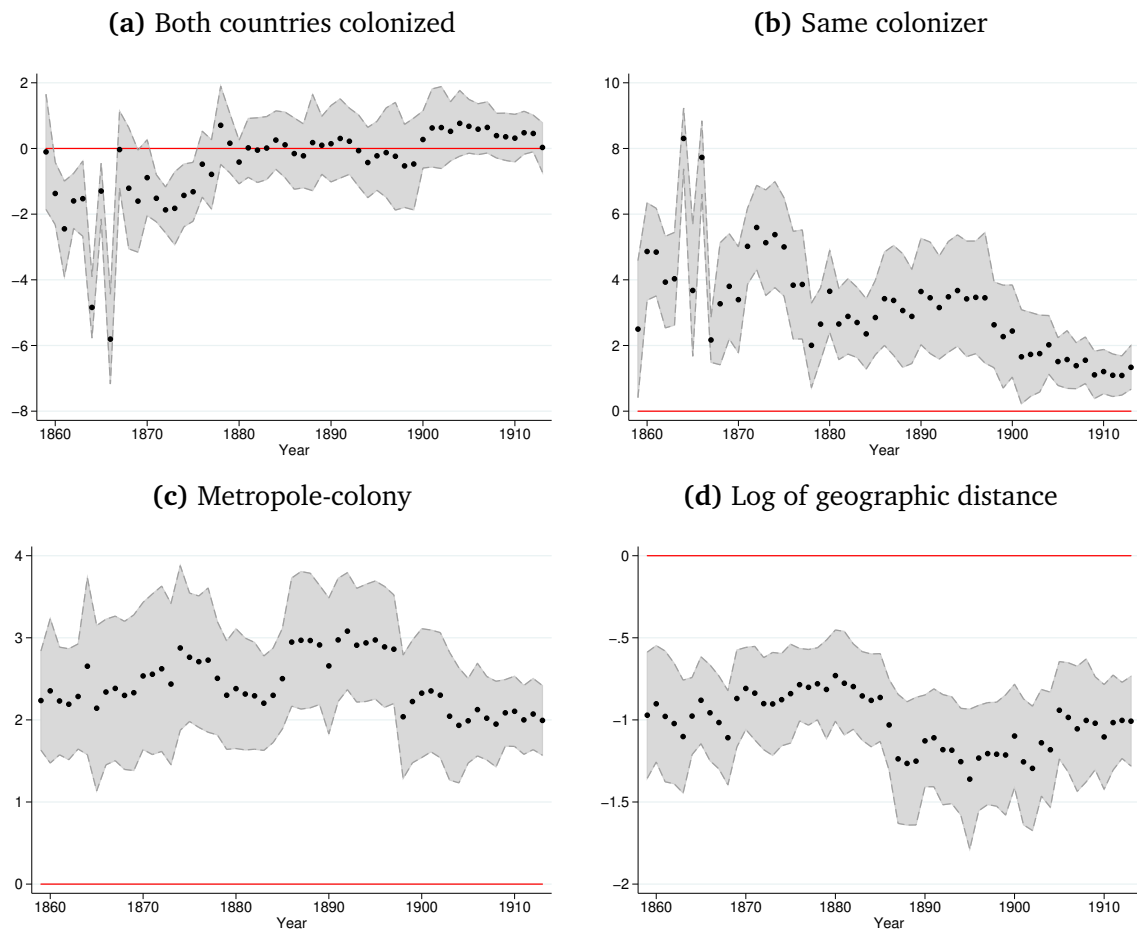 (a) Both countries colonized
2
0
−2
−4
−6
−8
1860 1870 1880 1890 1900 1910
Year
(b) Same colonizer
10
8
6
4
2
0
1860 1870 1880 1890 1900 1910
Year
(c) Metropole-colony
4
3
2
1
0
1860 1870 1880 1890 1900 1910
Year
(d) Log of geographic distance
0
−.5
−1
−1.5
−2
1860 1870 1880 1890 1900 1910
Year